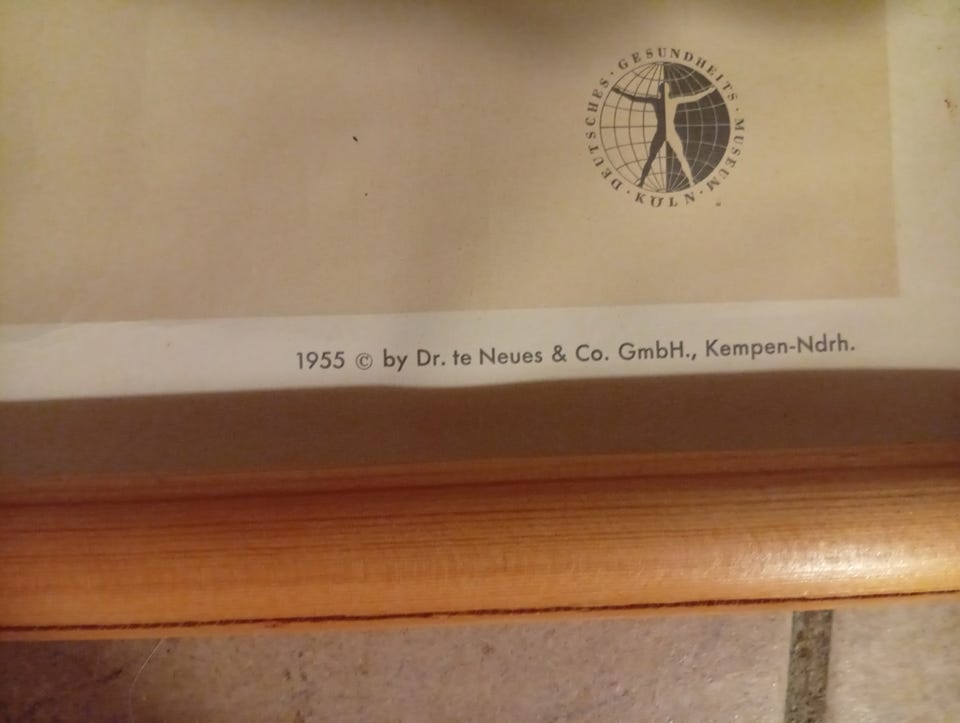 DEUTSCHES · GESUNDHEITS · MUSEUM · KÖLN ·
1955 © by Dr. te Neues & Co. GmbH., Kempen-Ndrh.